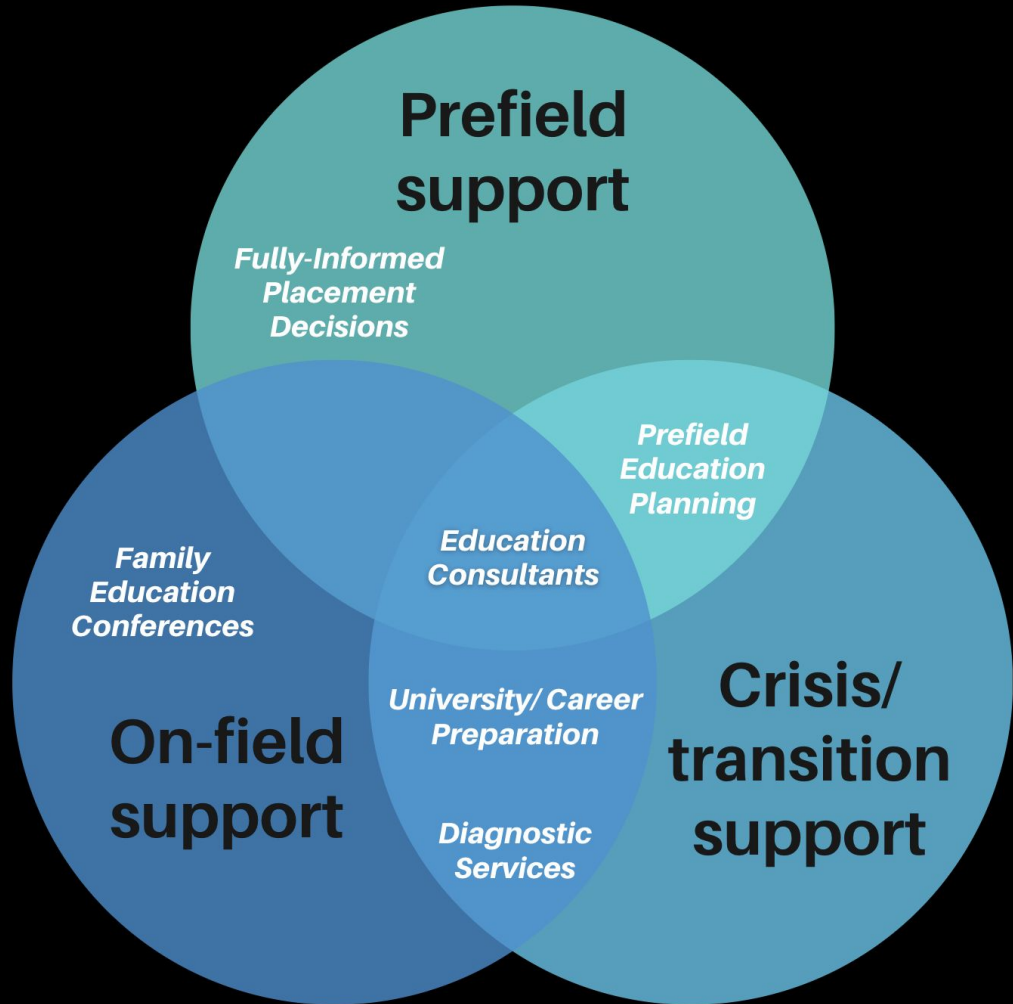 Prefield
support
Fully-Informed
Placement
Decisions
Prefield
Education
Planning
Education
Consultants
Family
Education
Conferences
On-field
support
University/ Career
Preparation
Diagnostic
Services
Crisis/
transition
support